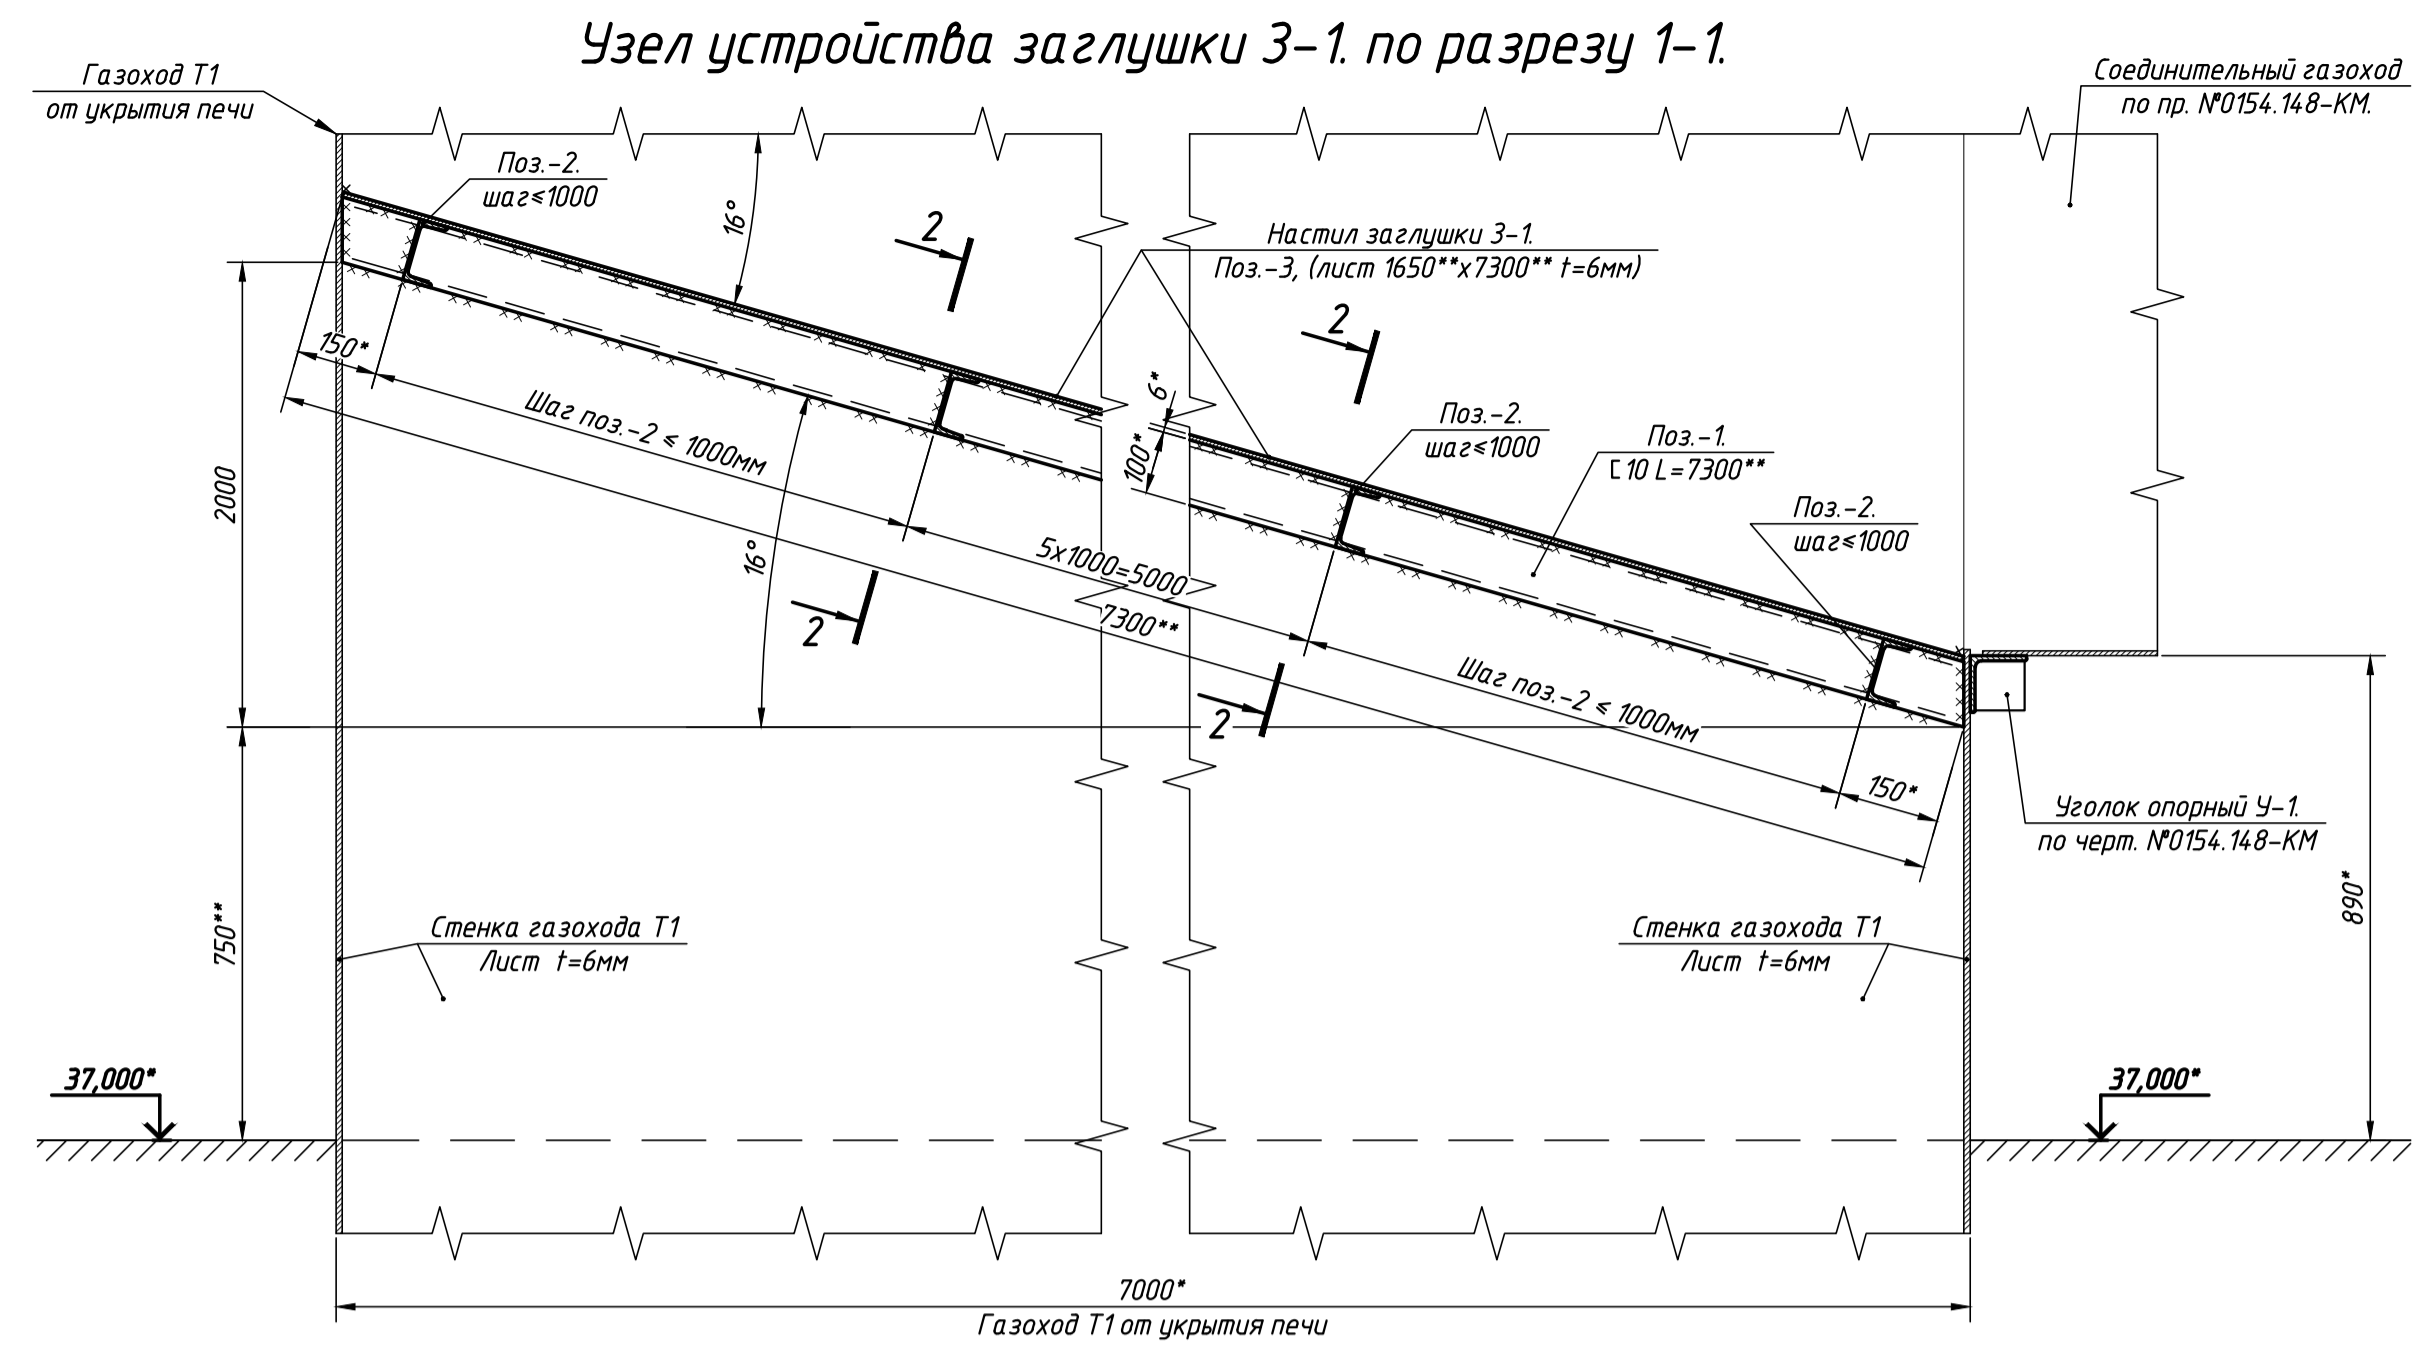 Узел устройства заглушки З-1. по разрезу 1-1.
Газоход Т1
от укрытия печи
Соединительный газоход
по пр. №0154.148-КМ.
Поз.-2.
шаг≤1000
16°
2
Настил заглушки З-1.
Поз.-3, (лист 1650**х7300** t=6мм)
2
150*
Шаг поз.-2 ≤ 1000мм
6*
100*
Поз.-2.
шаг≤1000
Поз.-1.
[10 L=7300**
Поз.-2.
шаг≤1000
2000
16°
5х1000=5000
7300**
2
2
Шаг поз.-2 ≤ 1000мм
150*
Уголок опорный У-1.
по черт. №0154.148-КМ
750**
890*
Стенка газохода Т1
Лист t=6мм
Стенка газохода Т1
Лист t=6мм
37,000*
37,000*
7000*
Газоход Т1 от укрытия печи